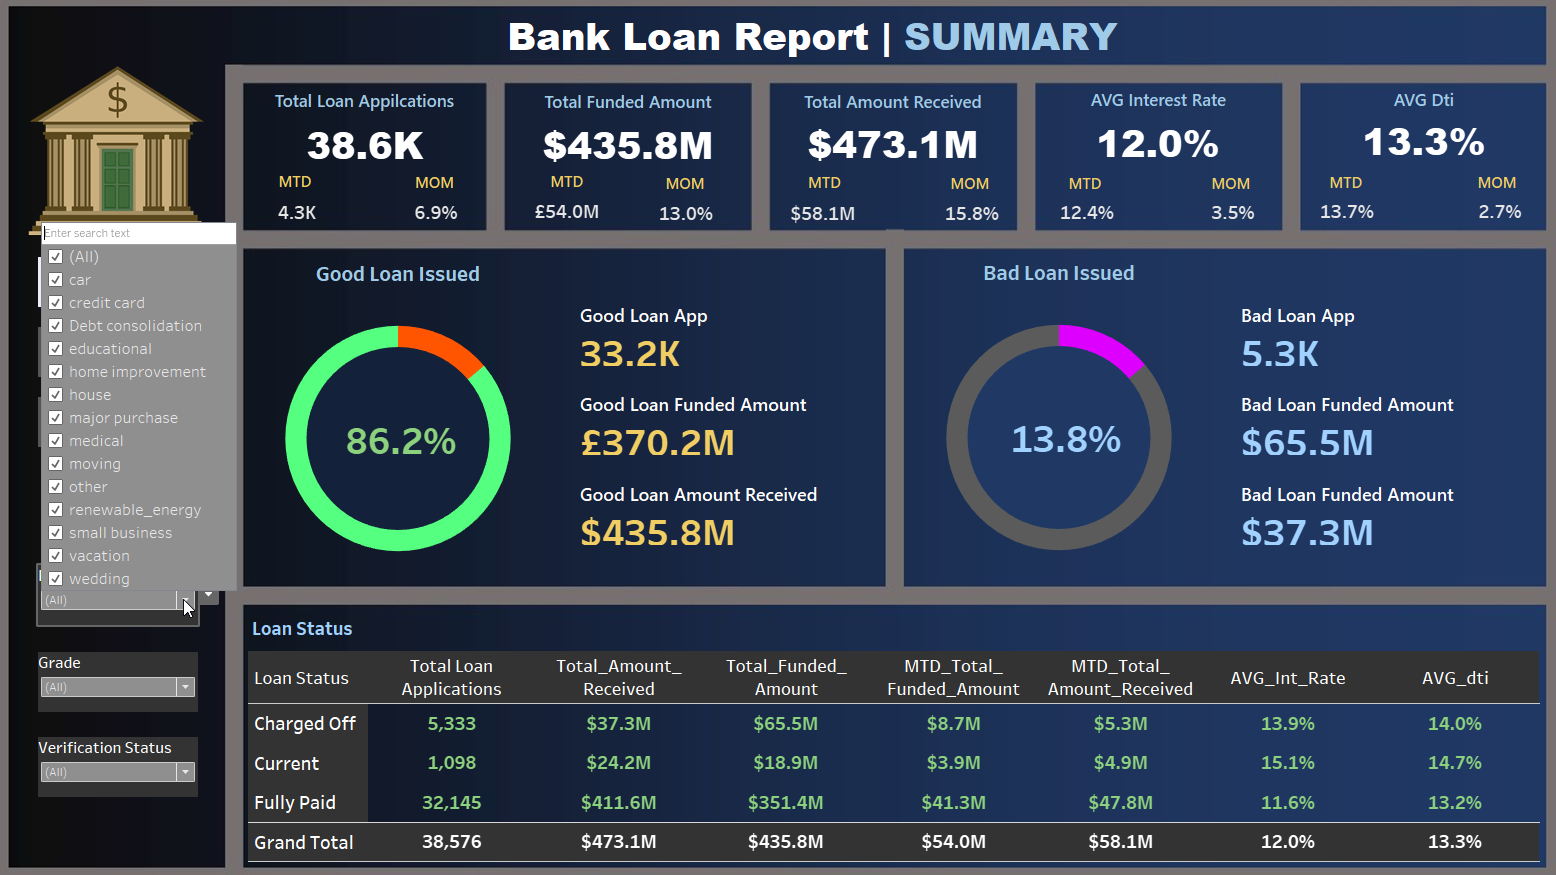 Bank Loan Report | SUMMARY
$
Total Loan Appilcations
38.6K
MTD MOM
4.3K 6.9%
Total Funded Amount
$435.8M
MTD MOM
£54.0M 13.0%
Total Amount Received
$473.1M
MTD MOM
$58.1M 15.8%
AVG Interest Rate
12.0%
MTD MOM
12.4% 3.5%
AVG Dti
13.3%
MTD MOM
13.7% 2.7%
Enter search text
(All)
car
credit card
Debt consolidation
educational
home improvement
house
major purchase
medical
moving
other
renewable_energy
small business
vacation
wedding
(All)
Grade
(All)
Verification Status
(All)
Good Loan Issued
86.2%
Good Loan App
33.2K
Good Loan Funded Amount
£370.2M
Good Loan Amount Received
$435.8M
Bad Loan Issued
13.8%
Bad Loan App
5.3K
Bad Loan Funded Amount
$65.5M
Bad Loan Funded Amount
$37.3M
Loan Status
Loan Status Total Loan Applications Total_Amount_Received Total_Funded_Amount MTD_Total_Funded_Amount MTD_Total_Amount_Received AVG_Int_Rate AVG_dti
Charged Off 5,333 $37.3M $65.5M $8.7M $5.3M 13.9% 14.0%
Current 1,098 $24.2M $18.9M $3.9M $4.9M 15.1% 14.7%
Fully Paid 32,145 $411.6M $351.4M $41.3M $47.8M 11.6% 13.2%
Grand Total 38,576 $473.1M $435.8M $54.0M $58.1M 12.0% 13.3%